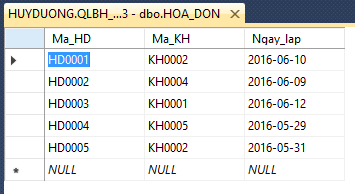 HUYDUONG.QLBH_...3 - dbo.HOA_DON
Ma_HD Ma_KH Ngay_lap
HD0001 KH0002 2016-06-10
HD0002 KH0004 2016-06-09
HD0003 KH0001 2016-06-12
HD0004 KH0005 2016-05-29
HD0005 KH0002 2016-05-31
NULL NULL NULL